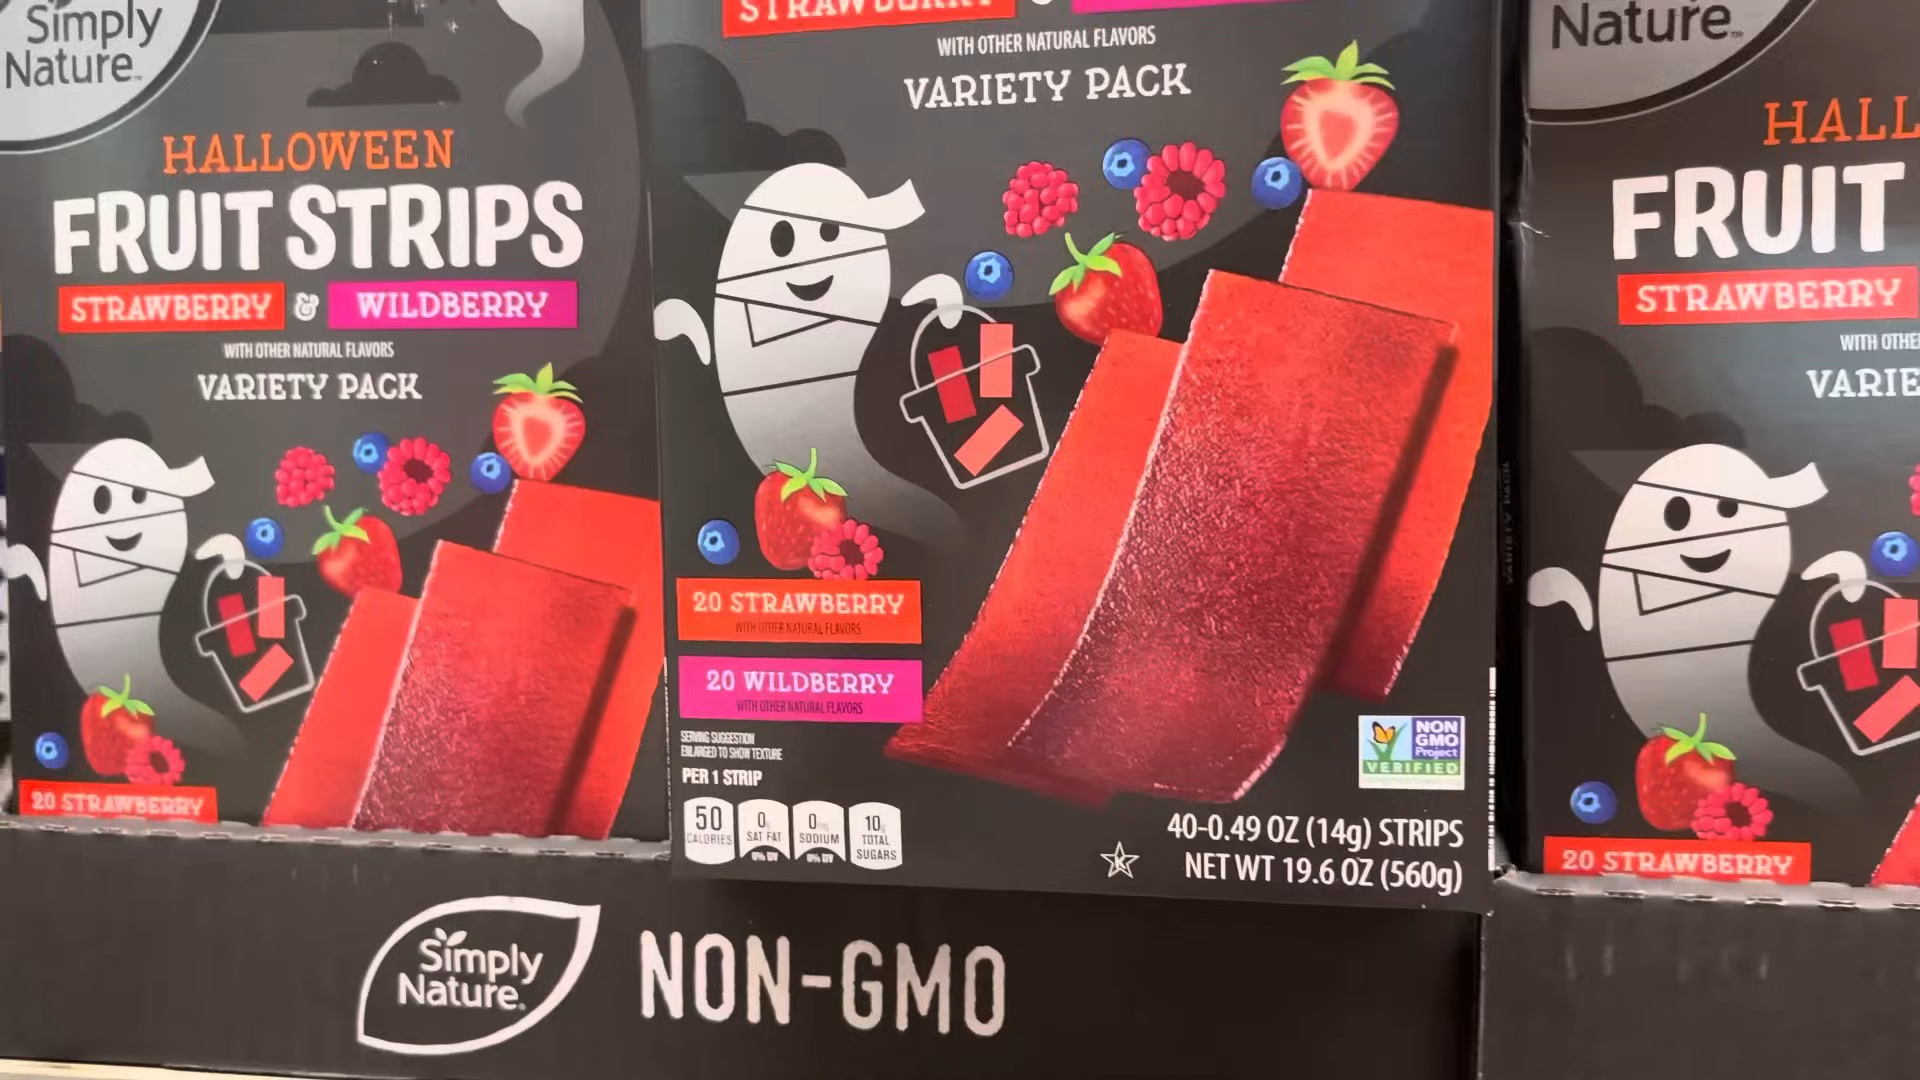 Simply
Nature™
HALLOWEEN
FRUIT STRIPS
STRAWBERRY & WILDBERRY
WITH OTHER NATURAL FLAVORS
VARIETY PACK
20 STRAWBERRY
WITH OTHER NATURAL FLAVORS
VARIETY PACK
20 STRAWBERRY
WITH OTHER NATURAL FLAVORS
20 WILDBERRY
WITH OTHER NATURAL FLAVORS
SERVING SUGGESTION
ENLARGED TO SHOW TEXTURE
PER 1 STRIP
50
CALORIES
0g
SAT FAT
0% DV
0mg
SODIUM
0% DV
10g
TOTAL
SUGARS
NON
GMO
Project
VERIFIED
K
40-0.49 OZ (14g) STRIPS
NET WT 19.6 OZ (560g)
Nature™
HALL
FRUIT
STRAWBERRY
WITH OTHE
VARIE
20 STRAWBERRY
Simply
Nature.
NON-GMO